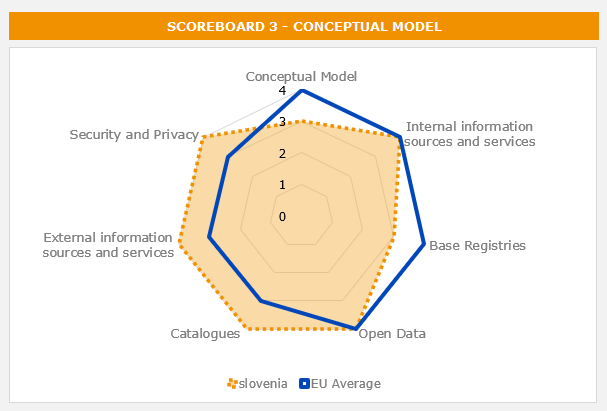 SCOREBOARD 3 - CONCEPTUAL MODEL
Conceptual Model
4
3
2
1
0
Internal information
sources and services
Base Registries
Open Data
Catalogues
External information
sources and services
Security and Privacy
slovenia
EU Average